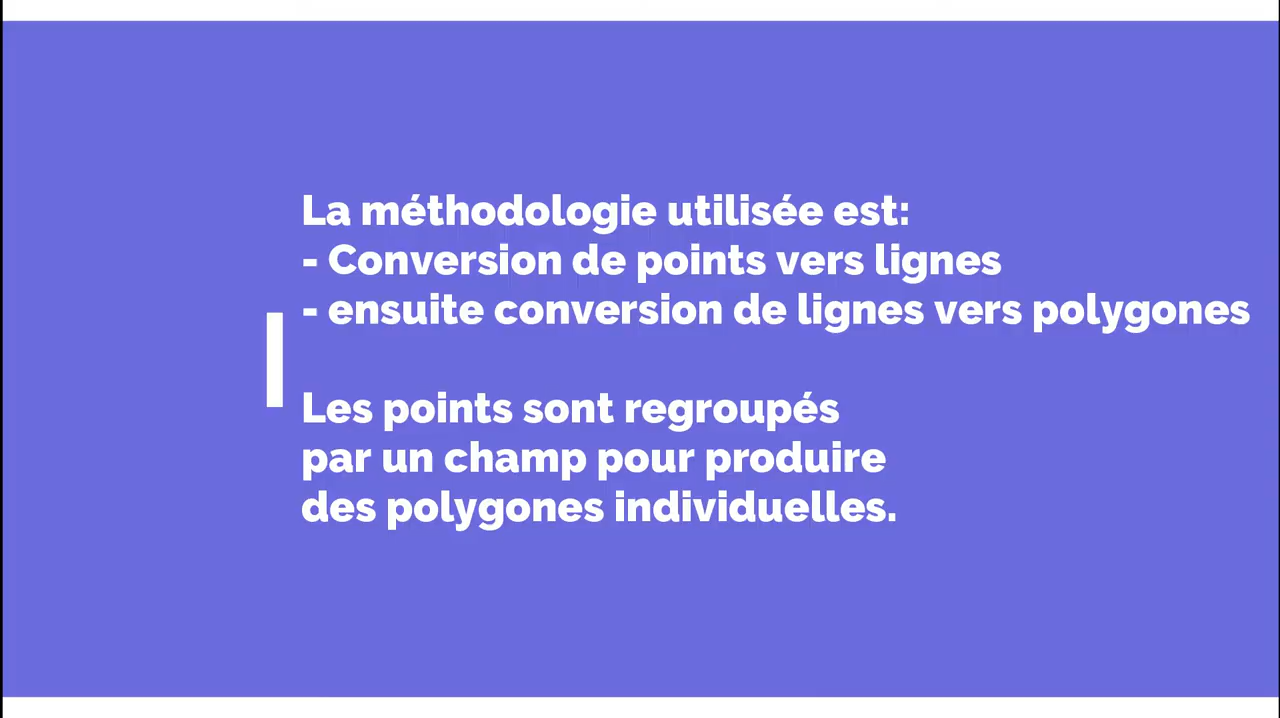 La méthodologie utilisée est:
- Conversion de points vers lignes
- ensuite conversion de lignes vers polygones
Les points sont regroupés
par un champ pour produire
des polygones individuelles.